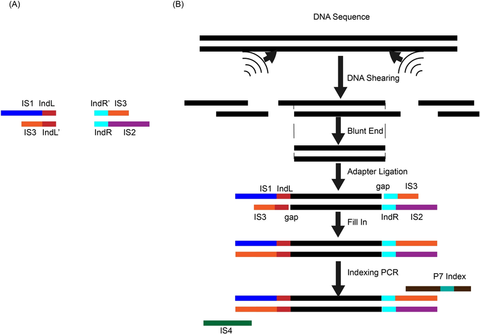 (A)
(B)
DNA Sequence
DNA Shearing
IS1 IndL
IndR' IS3
IS3 IndL'
IndR IS2
Blunt End
Adapter Ligation
IS1 IndL
gap IS3
IS3 gap
IndR IS2
Fill In
Indexing PCR
P7 Index
IS4